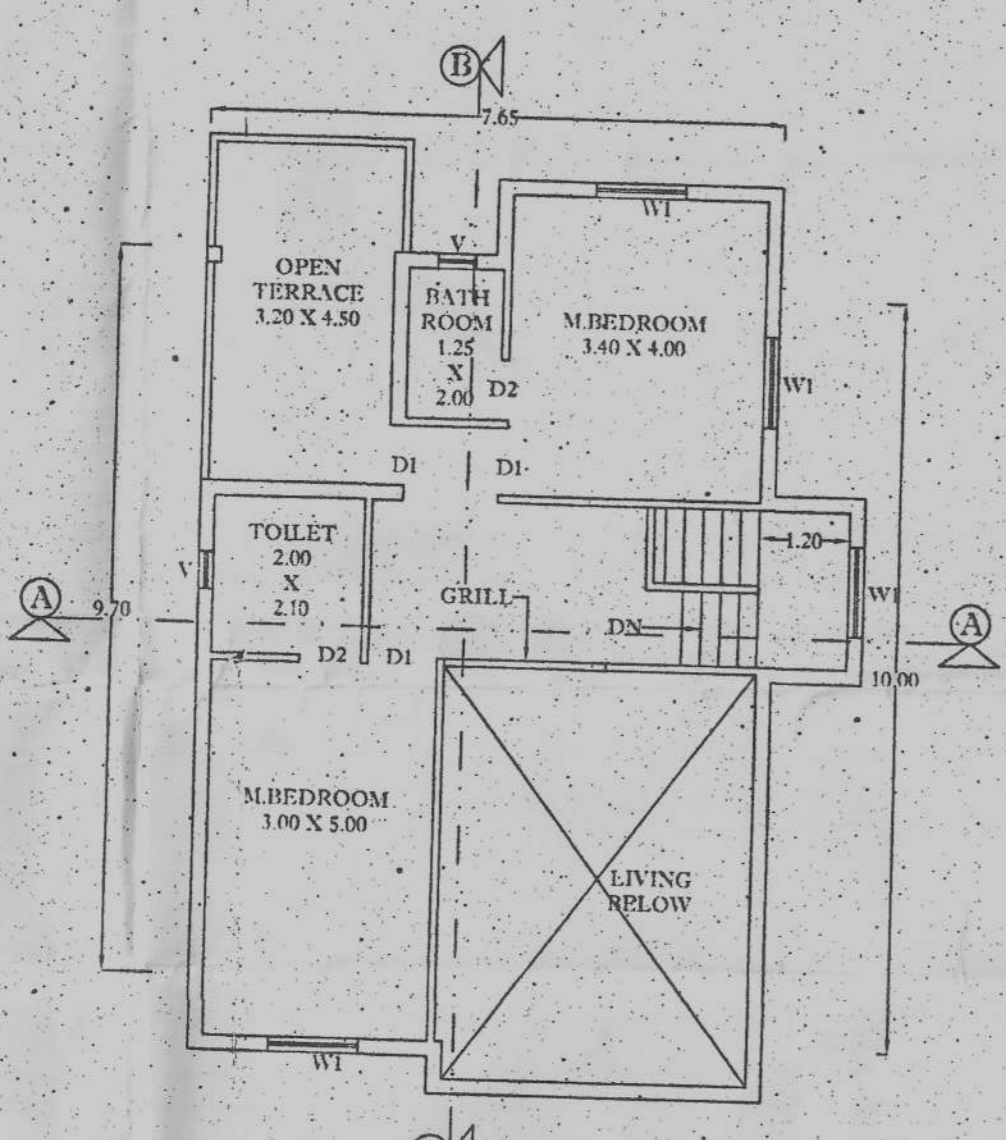 B
7.65
W1
V
OPEN
TERRACE
3.20 X 4.50
BATH
ROOM
1.25
X
2.00
M.BEDROOM
3.40 X 4.00
W1
D2
D1
D1
TOILET
2.00
X
2.10
V
1.20
A
9.70
GRILL
W1
DN
A
D2
D1
10.00
M.BEDROOM
3.00 X 5.00
LIVING
BELOW
W1